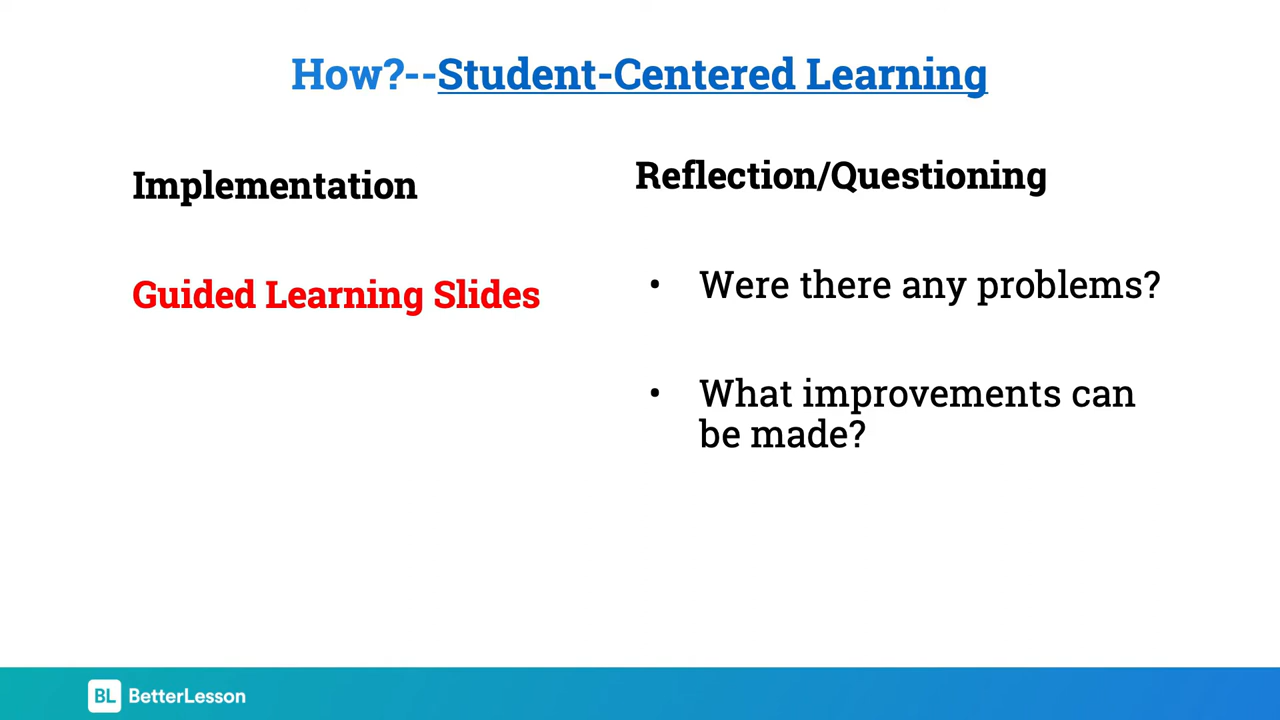 How?--Student-Centered Learning
Implementation
Guided Learning Slides
Reflection/Questioning
• Were there any problems?
• What improvements can
be made?
BL BetterLesson